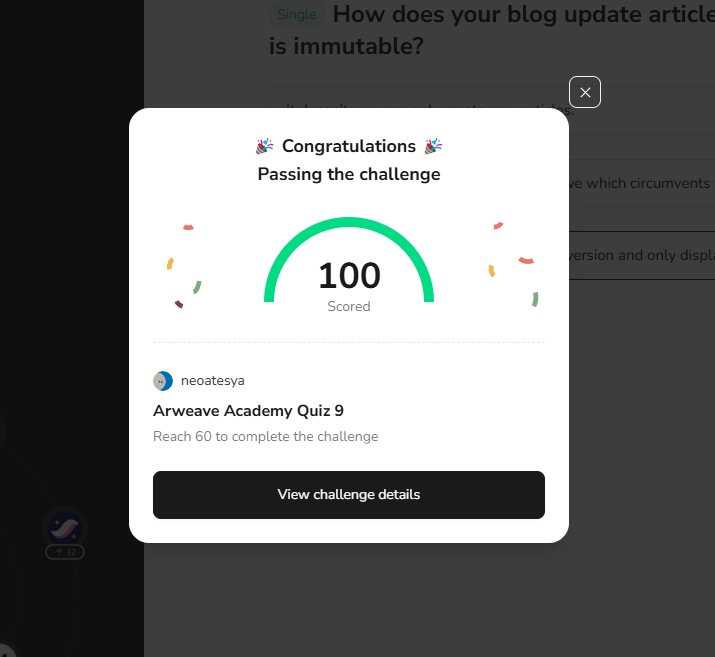 Single How does your blog update article
is immutable?
Congratulations
Passing the challenge
ve which circumvents
version and only displa
100
Scored
neoatesya
Arweave Academy Quiz 9
Reach 60 to complete the challenge
View challenge details
32